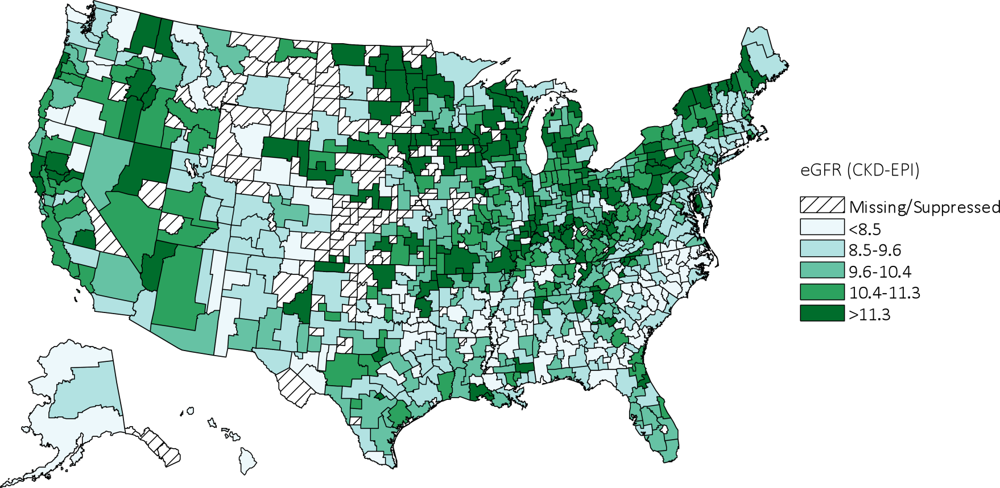 eGFR (CKD-EPI)
Missing/Suppressed
<8.5
8.5-9.6
9.6-10.4
10.4-11.3
>11.3